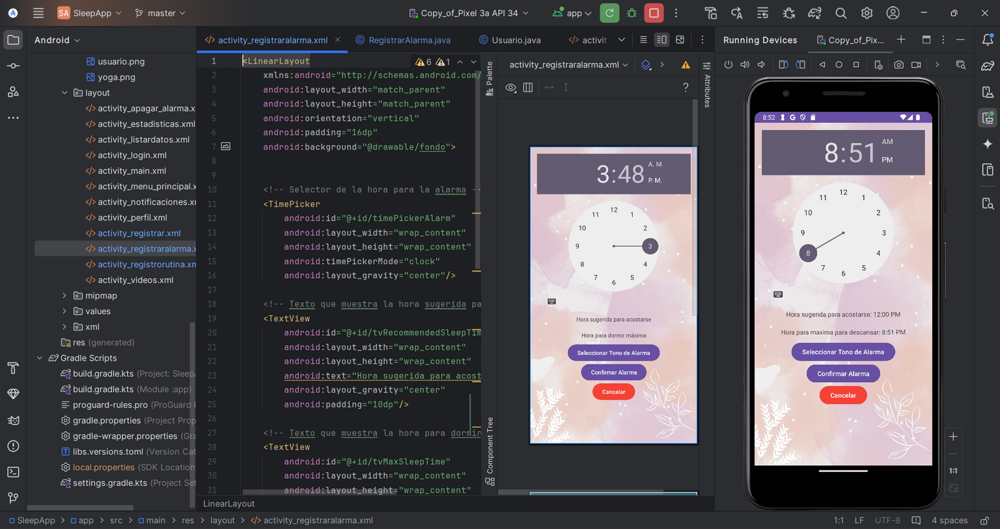 SA SleepApp master Copy_of_Pixel 3a API 34 app
Android
usuario.png
yoga.png
layout
activity_apagar_alarma.x
activity_estadisticas.xml
activity_listardatos.xml
activity_login.xml
activity_main.xml
activity_menu_principal.x
activity_notificaciones.xr
activity_perfil.xml
activity_registrar.xml
activity_registraralarma.x
activity_registrorutina.xm
activity_videos.xml
mipmap
values
xml
res (generated)
Gradle Scripts
build.gradle.kts (Project: Sleep
build.gradle.kts (Module :app)
proguard-rules.pro (ProGuard
gradle.properties (Project Prop
gradle-wrapper.properties (Gra
libs.versions.toml (Version Cat
local.properties (SDK Location
settings.gradle.kts (Project Set
activity_registraralarma.xml RegistrarAlarma.java Usuario.java activit
6 1
1 <LinearLayout
2 xmlns:android="http://schemas.android.com/
3 android:layout_width="match_parent"
4 android:layout_height="match_parent"
5 android:orientation="vertical"
6 android:padding="16dp"
7 android:background="@drawable/fondo">
8
9
10 <!-- Selector de la hora para la alarma --
11 <TimePicker
12 android:id="@+id/timePickerAlarm"
13 android:layout_width="wrap_content"
14 android:layout_height="wrap_content"
15 android:timePickerMode="clock"
16 android:layout_gravity="center"/>
17
18 <!-- Texto que muestra la hora sugerida pa
19 <TextView
20 android:id="@+id/tvRecommendedSleepTim
21 android:layout_width="wrap_content"
22 android:layout_height="wrap_content"
23 android:text="Hora sugerida para acost
24 android:layout_gravity="center"
25 android:padding="10dp"/>
26
27 <!-- Texto que muestra la hora para dormir
28 <TextView
29 android:id="@+id/tvMaxSleepTime"
30 android:layout_width="wrap_content"
31 android:layout_height="wrap_content"
LinearLayout
Palette
Component Tree
activity_registraralarma.xml
?
Attributes
3:48
A. M.
P. M.
12
11 1
10 2
9 3
8 4
7 5
6
Hora sugerida para acostarse
Hora para dormir máxima
Seleccionar Tono de Alarma
Confirmar Alarma
Cancelar
Running Devices Copy_of_Pix...
8:52 G
8:51
AM
PM
12
11 1
10 2
9 3
8 4
7 5
6
Hora sugerida para acostarse: 12:00 PM
Hora para maxima para descansar: 8:51 PM
Seleccionar Tono de Alarma
Confirmar Alarma
Cancelar
1:1
SleepApp app src main res layout activity_registraralarma.xml
1:1 LF UTF-8 4 spaces